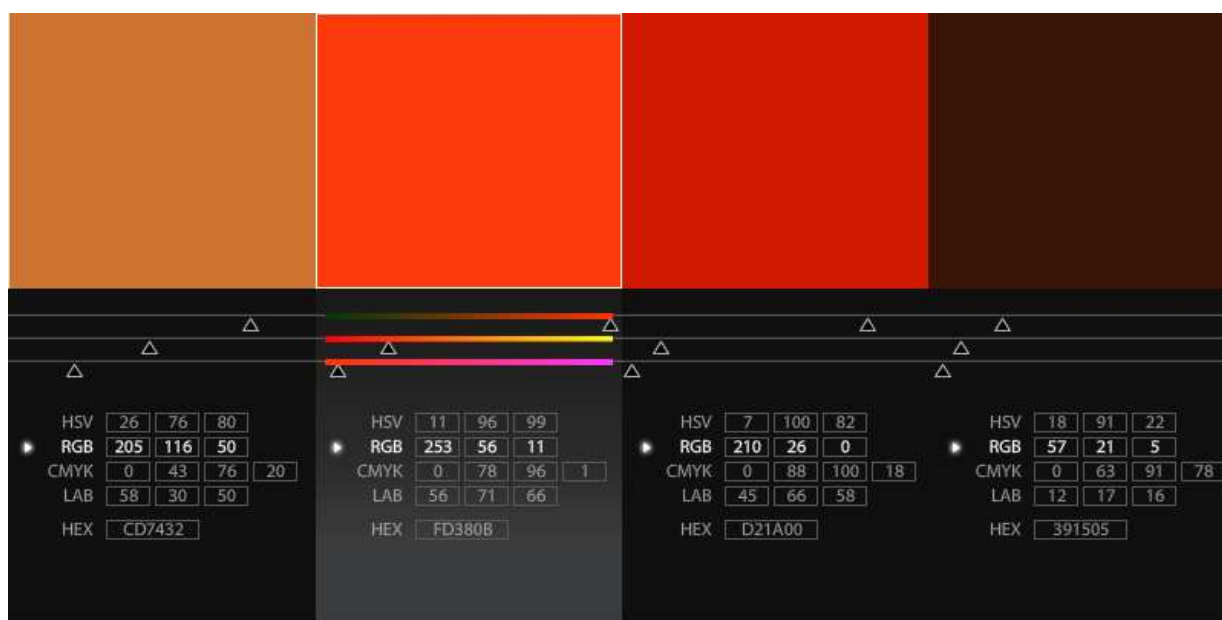 HSV 26 76 80
RGB 205 116 50
CMYK 0 43 76 20
LAB 58 30 50
HEX CD7432
HSV 11 96 99
RGB 253 56 11
CMYK 0 78 96 1
LAB 56 71 66
HEX FD380B
HSV 7 100 82
RGB 210 26 0
CMYK 0 88 100 18
LAB 45 66 58
HEX D21A00
HSV 18 91 22
RGB 57 21 5
CMYK 0 63 91 78
LAB 12 17 16
HEX 391505